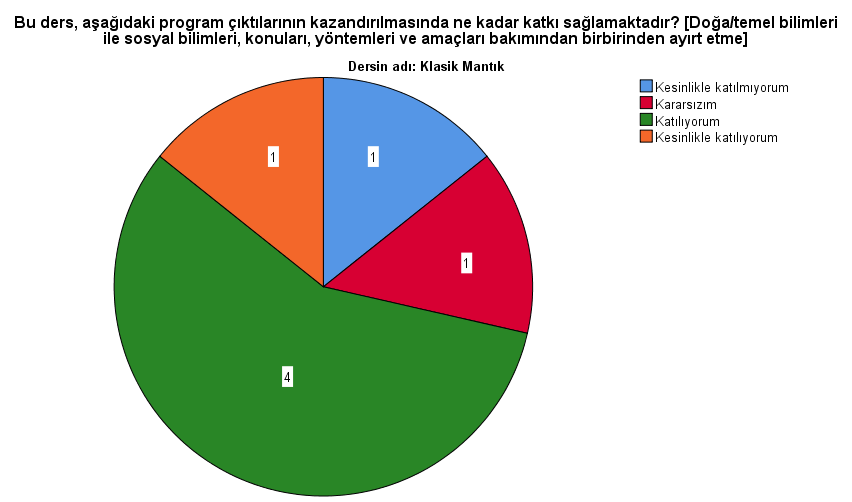 Bu ders, aşağıdaki program çıktılarının kazandırılmasında ne kadar katkı sağlamaktadır? [Doğa/temel bilimleri
ile sosyal bilimleri, konuları, yöntemleri ve amaçları bakımından birbirinden ayırt etme]
Dersin adı: Klasik Mantık
Kesinlikle katılmıyorum
Kararsızım
Katılıyorum
Kesinlikle katılıyorum
1
1
1
4